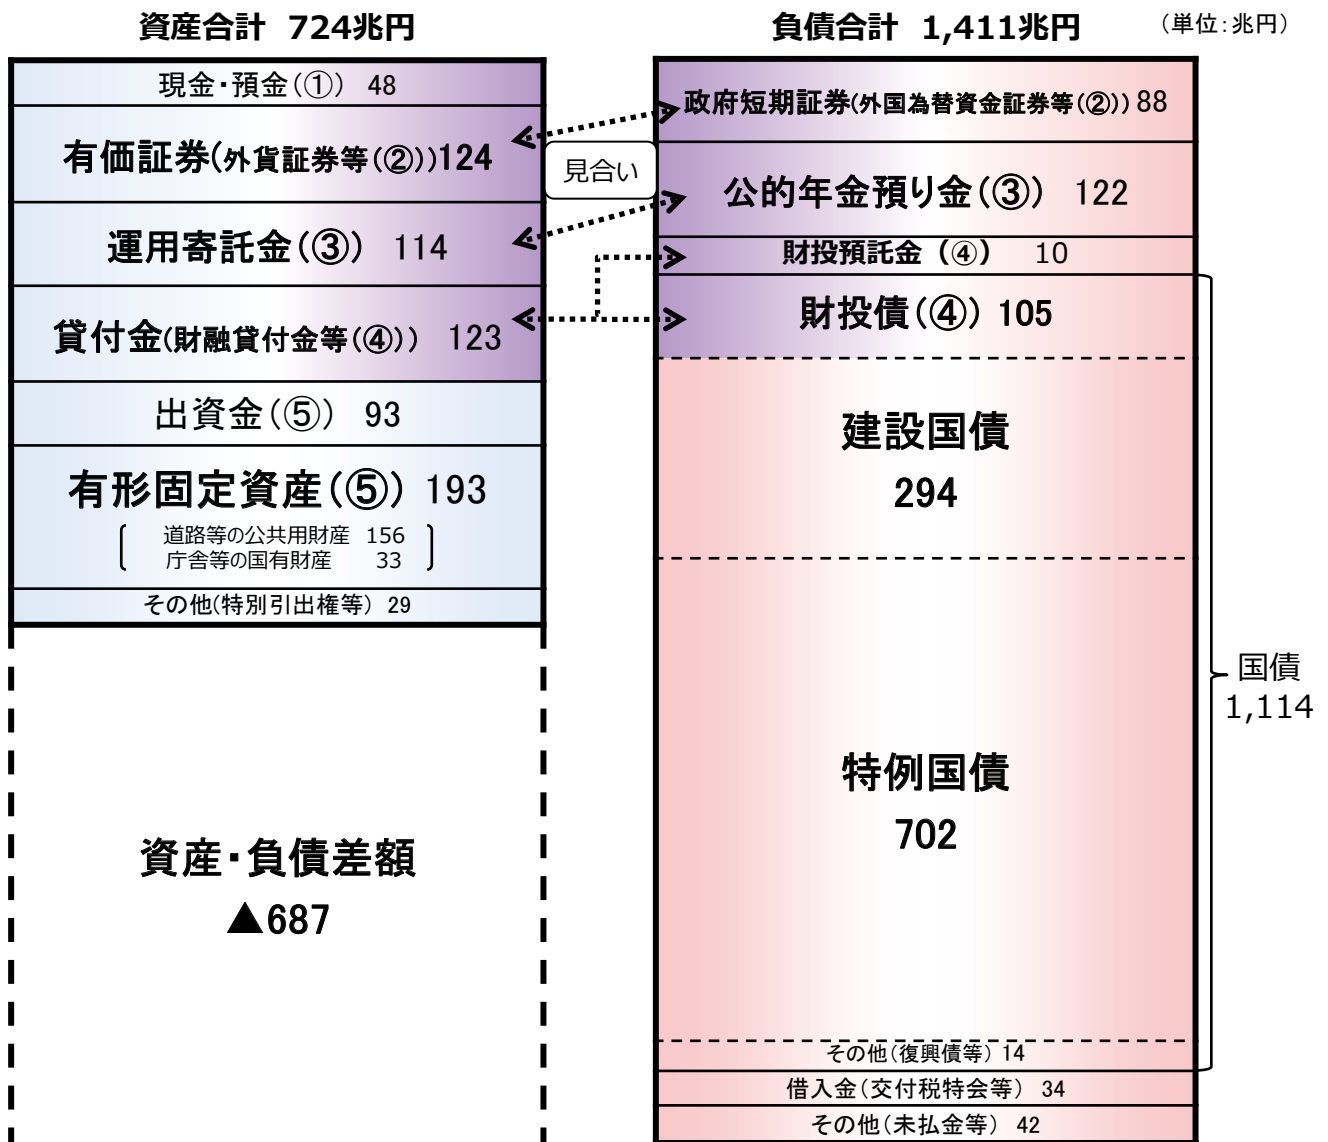 資産合計 724兆円
現金・預金(①) 48
有価証券(外貨証券等(②))124
運用寄託金(③) 114
貸付金(財融貸付金等(④)) 123
出資金(⑤) 93
有形固定資産(⑤) 193
道路等の公共用財産 156
庁舎等の国有財産 33
その他(特別引出権等) 29
資産・負債差額
▲687
見合い
負債合計 1,411兆円
(単位:兆円)
政府短期証券(外国為替資金証券等(②)) 88
公的年金預り金(③) 122
財投預託金(④) 10
財投債(④) 105
建設国債
294
特例国債
702
その他(復興債等) 14
借入金(交付税特会等) 34
その他(未払金等) 42
国債
1,114